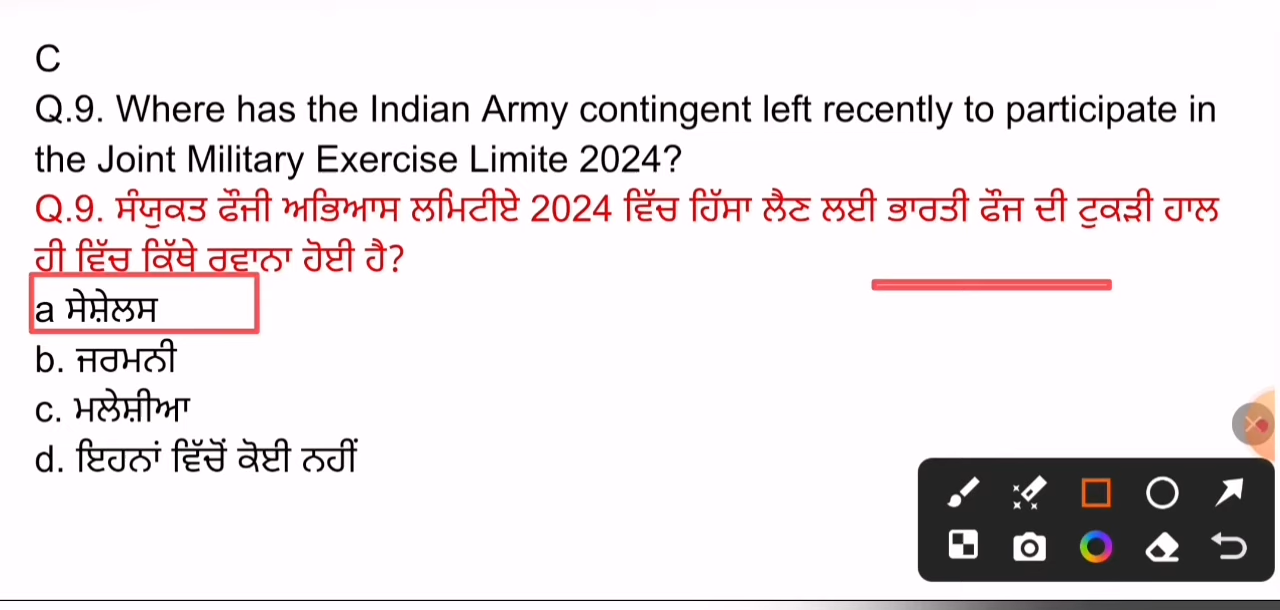 C
Q.9. Where has the Indian Army contingent left recently to participate in
the Joint Military Exercise Limite 2024?
Q.9. ਸੰਯੁਕਤ ਫੌਜੀ ਅਭਿਆਸ ਲਮਿਟੀਏ 2024 ਵਿੱਚ ਹਿੱਸਾ ਲੈਣ ਲਈ ਭਾਰਤੀ ਫੌਜ ਦੀ ਟੁਕੜੀ ਹਾਲ
ਹੀ ਵਿੱਚ ਕਿੱਥੇ ਰਵਾਨਾ ਹੋਈ ਹੈ?
a ਸੇਸ਼ੇਲਸ
b. ਜਰਮਨੀ
c. ਮਲੇਸ਼ੀਆ
d. ਇਹਨਾਂ ਵਿੱਚੋਂ ਕੋਈ ਨਹੀਂ